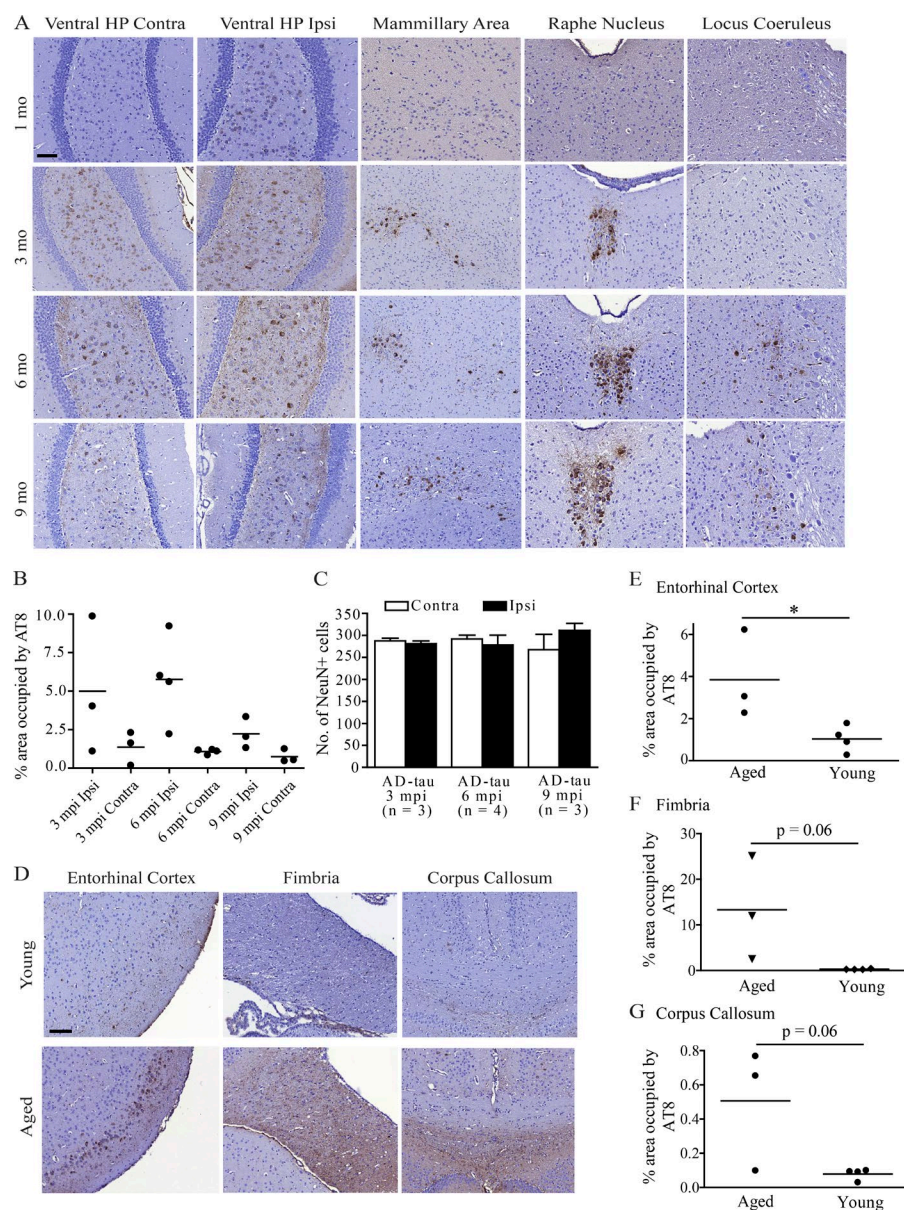 A
Ventral HP Contra
Ventral HP Ipsi
Mammillary Area
Raphe Nucleus
Locus Coeruleus
1 mo
3 mo
6 mo
9 mo
B
% area occupied by AT8
10.0
7.5
5.0
2.5
0.0
3 mpi Ipsi
3 mpi Contra
6 mpi Ipsi
6 mpi Contra
9 mpi Ipsi
9 mpi Contra
C
Contra
Ipsi
No. of NeuN+ cells
350
300
250
200
150
100
50
0
AD-tau
3 mpi
(n = 3)
AD-tau
6 mpi
(n = 4)
AD-tau
9 mpi
(n = 3)
D
Entorhinal Cortex
Fimbria
Corpus Callosum
Young
Aged
E
Entorhinal Cortex
*
% area occupied by
AT8
6
4
2
0
Aged
Young
F
Fimbria
p = 0.06
% area occupied by
AT8
30
20
10
0
Aged
Young
G
Corpus Callosum
p = 0.06
% area occupied by
AT8
0.8
0.6
0.4
0.2
0.0
Aged
Young